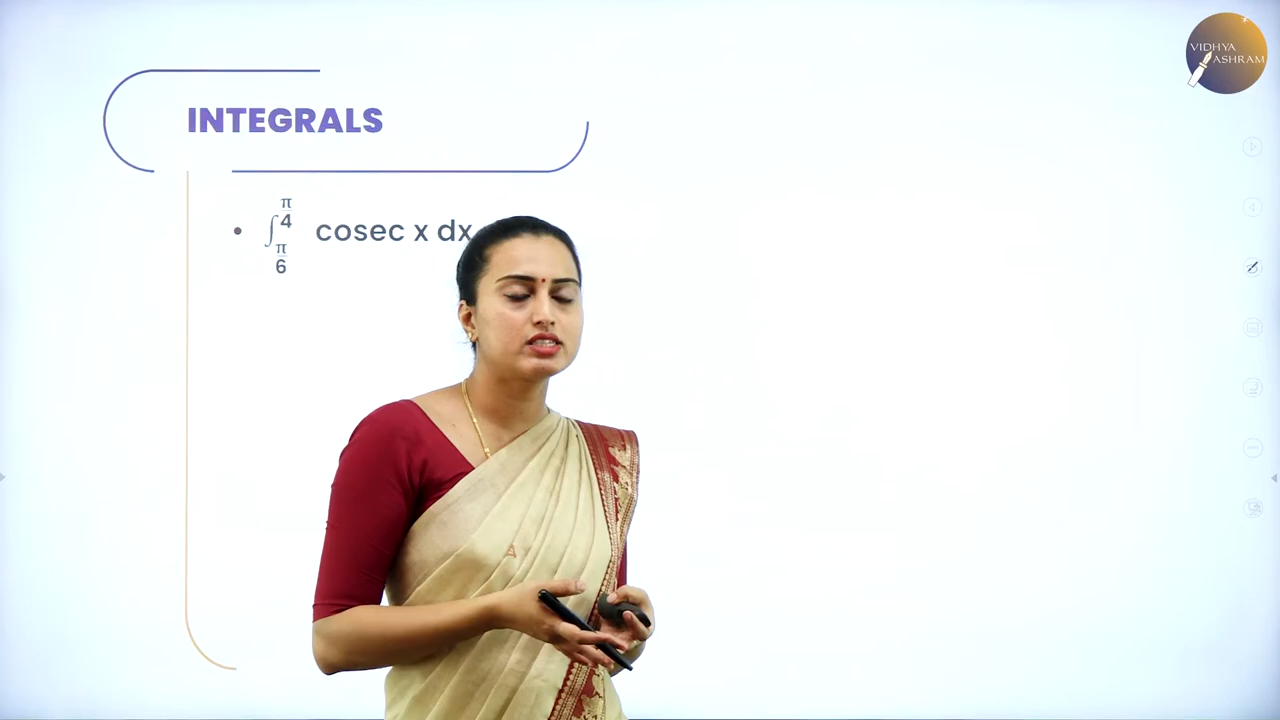 VIDHYA
ASHRAM
INTEGRALS
• ∫_{π/6}^{π/4} cosec x dx